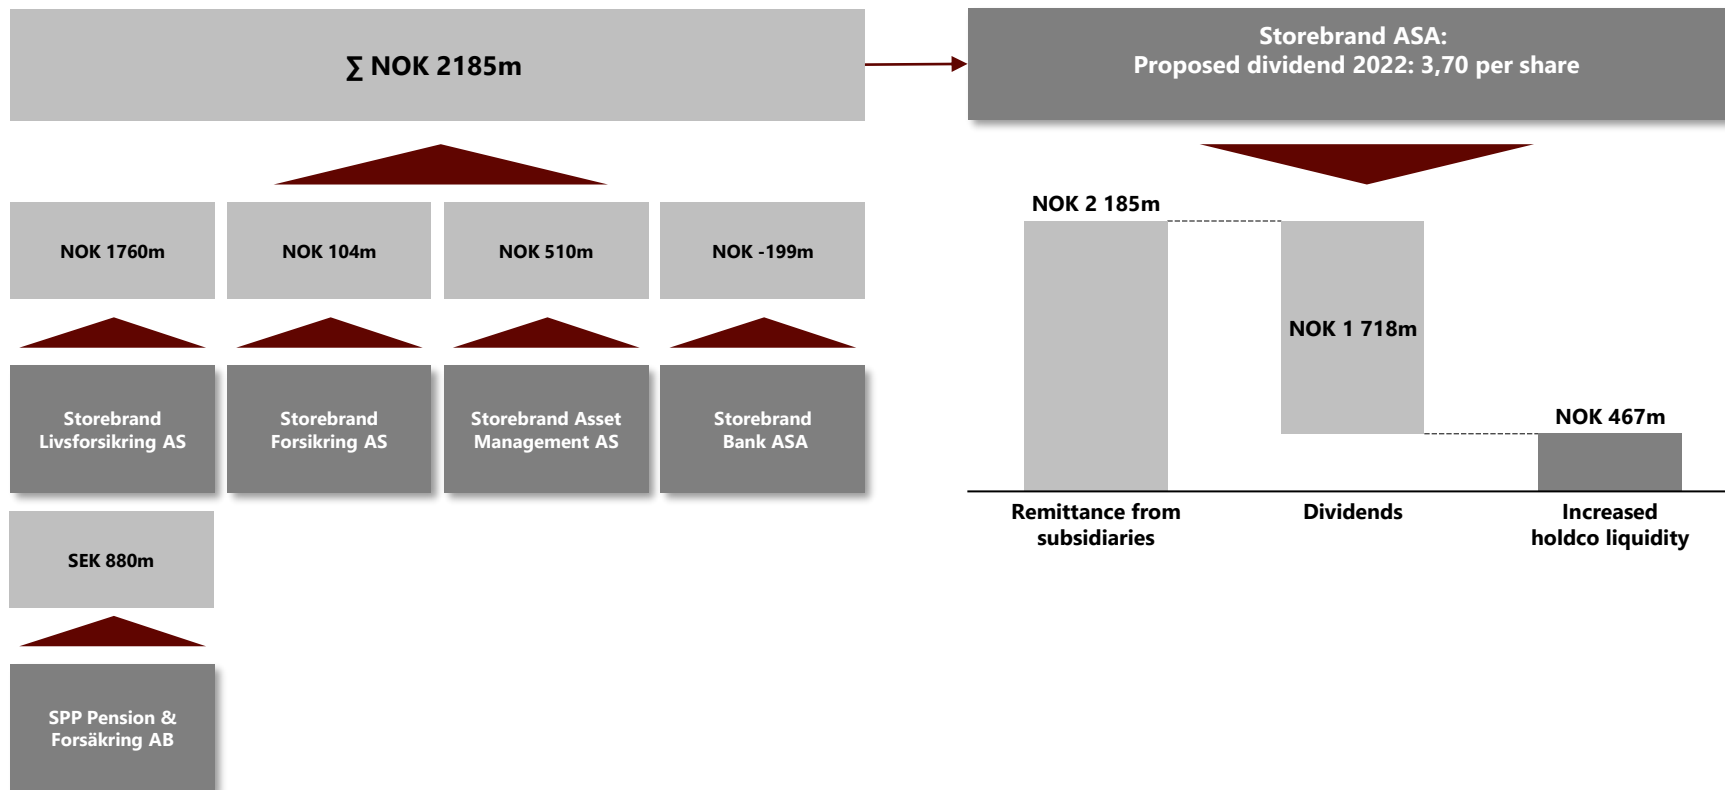 ∑ NOK 2185m
Storebrand ASA:
Proposed dividend 2022: 3,70 per share
NOK 1760m
NOK 104m
NOK 510m
NOK -199m
Storebrand
Livsforsikring AS
Storebrand
Forsikring AS
Storebrand Asset
Management AS
Storebrand
Bank ASA
SEK 880m
SPP Pension &
Forsäkring AB
NOK 2 185m
NOK 1 718m
NOK 467m
Remittance from
subsidiaries
Dividends
Increased
holdco liquidity